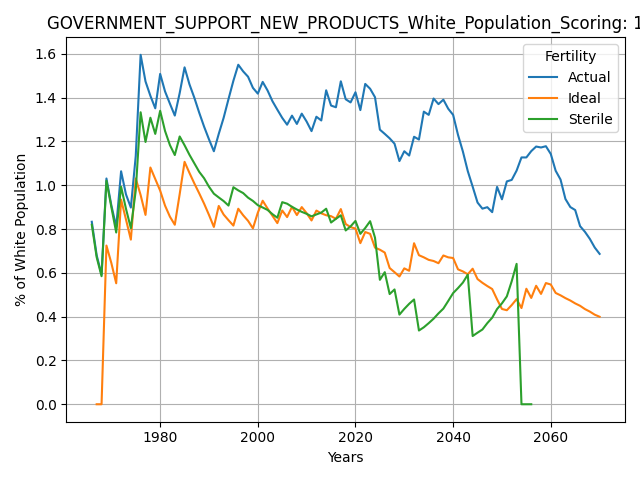 GOVERNMENT_SUPPORT_NEW_PRODUCTS_White_Population_Scoring: 1
Fertility
Actual
Ideal
Sterile
% of White Population
1.6
1.4
1.2
1.0
0.8
0.6
0.4
0.2
0.0
1980 2000 2020 2040 2060
Years